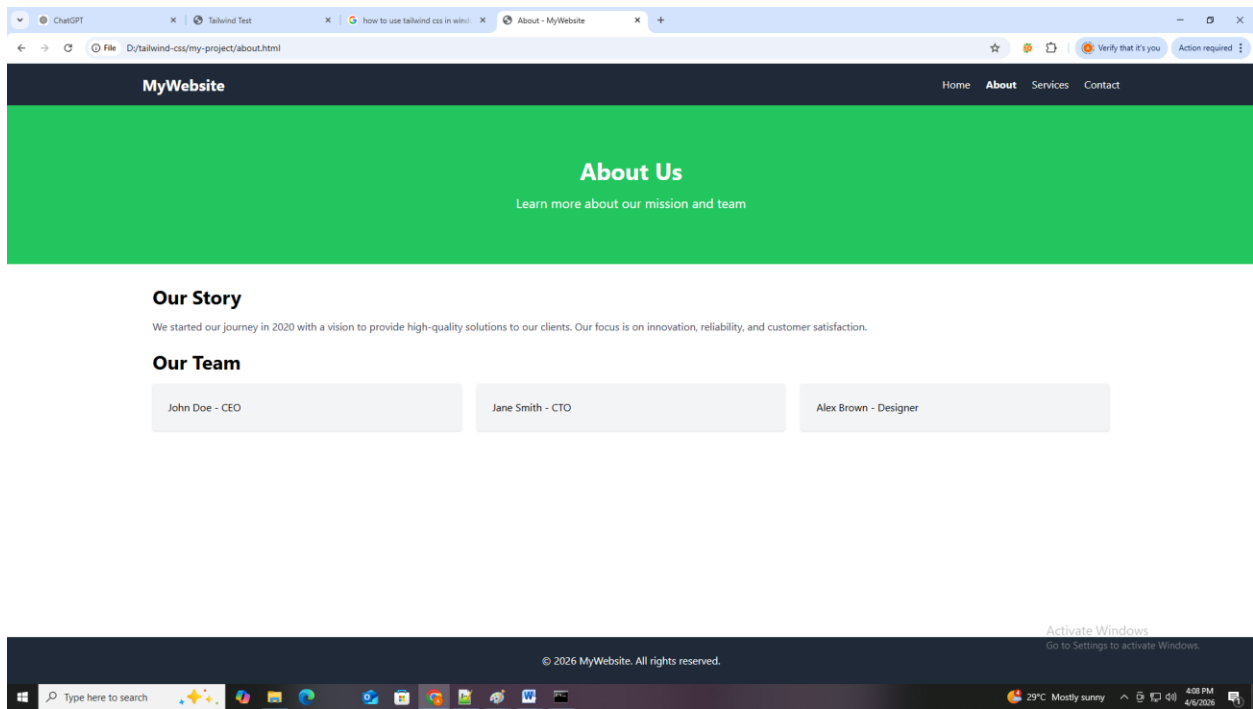 ChatGPT
Tailwind Test
how to use tailwind css in wind
About - MyWebsite
File D:/tailwind-css/my-project/about.html
Verify that it's you
Action required
MyWebsite
Home About Services Contact
About Us
Learn more about our mission and team
Our Story
We started our journey in 2020 with a vision to provide high-quality solutions to our clients. Our focus is on innovation, reliability, and customer satisfaction.
Our Team
John Doe - CEO
Jane Smith - CTO
Alex Brown - Designer
Activate Windows
Go to Settings to activate Windows.
© 2026 MyWebsite. All rights reserved.
Type here to search
29°C Mostly sunny
4:08 PM
4/6/2026